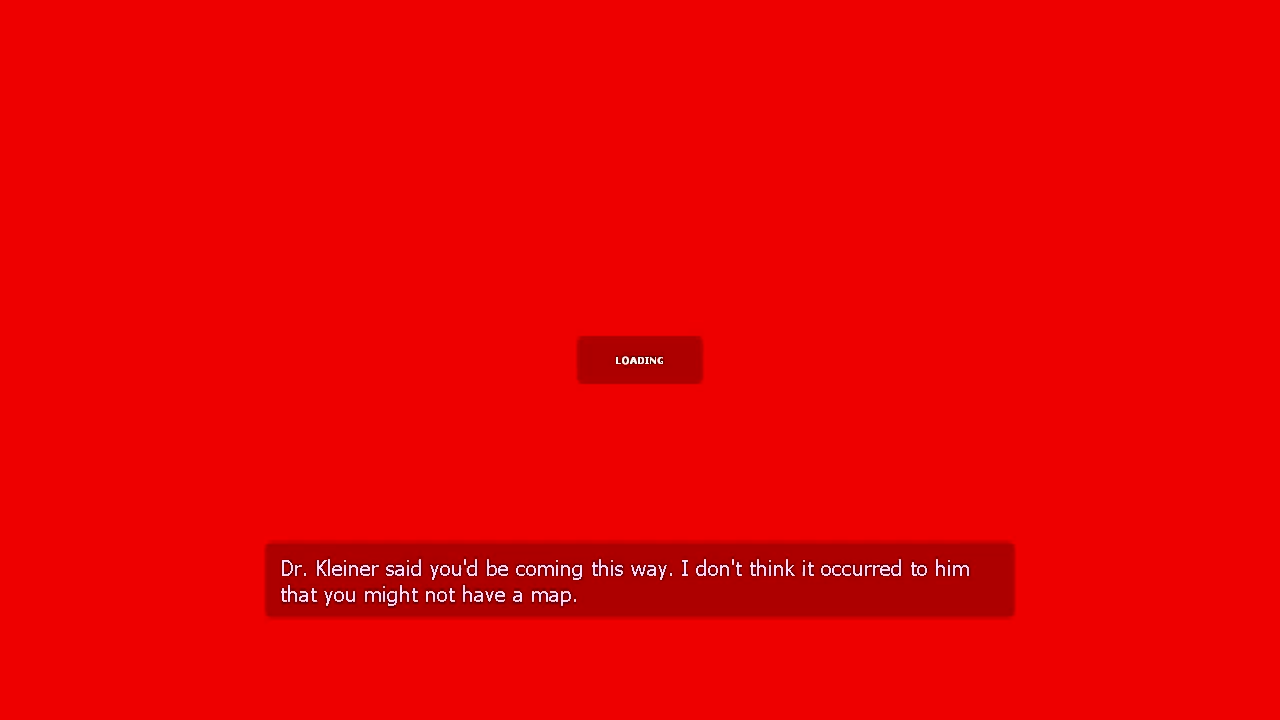 LOADING
Dr. Kleiner said you'd be coming this way. I don't think it occurred to him
that you might not have a map.